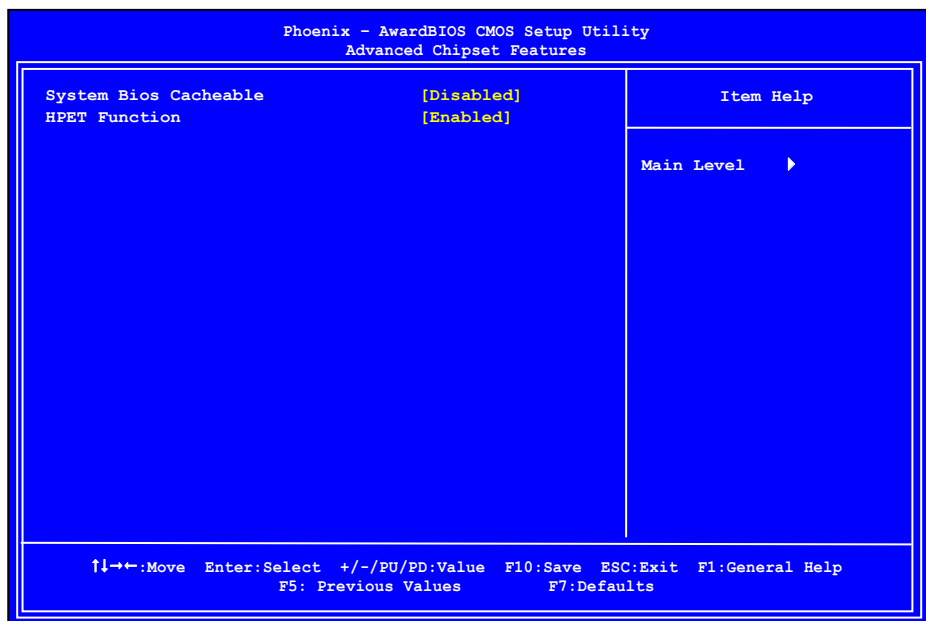 Phoenix – AwardBIOS CMOS Setup Utility
Advanced Chipset Features
System Bios Cacheable [Disabled]
HPET Function [Enabled]
Item Help
Main Level ▶
↑↓→←:Move Enter:Select +/-/PU/PD:Value F10:Save ESC:Exit F1:General Help
F5: Previous Values F7:Defaults